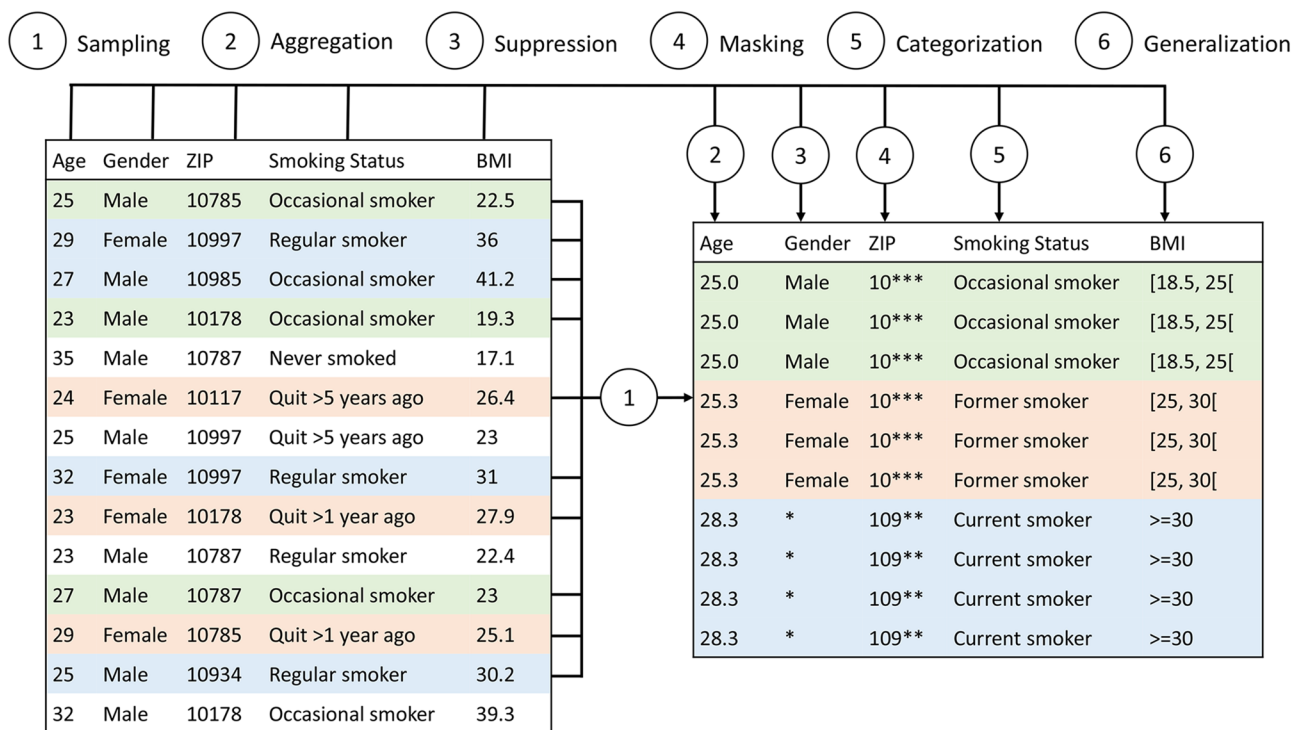 1 Sampling 2 Aggregation 3 Suppression 4 Masking 5 Categorization 6 Generalization
Age Gender ZIP Smoking Status BMI
25 Male 10785 Occasional smoker 22.5
29 Female 10997 Regular smoker 36
27 Male 10985 Occasional smoker 41.2
23 Male 10178 Occasional smoker 19.3
35 Male 10787 Never smoked 17.1
24 Female 10117 Quit >5 years ago 26.4
25 Male 10997 Quit >5 years ago 23
32 Female 10997 Regular smoker 31
23 Female 10178 Quit >1 year ago 27.9
23 Male 10787 Regular smoker 22.4
27 Male 10787 Occasional smoker 23
29 Female 10785 Quit >1 year ago 25.1
25 Male 10934 Regular smoker 30.2
32 Male 10178 Occasional smoker 39.3
1
2 3 4 5 6
Age Gender ZIP Smoking Status BMI
25.0 Male 10*** Occasional smoker [18.5, 25[
25.0 Male 10*** Occasional smoker [18.5, 25[
25.0 Male 10*** Occasional smoker [18.5, 25[
25.3 Female 10*** Former smoker [25, 30[
25.3 Female 10*** Former smoker [25, 30[
25.3 Female 10*** Former smoker [25, 30[
28.3 * 109** Current smoker >=30
28.3 * 109** Current smoker >=30
28.3 * 109** Current smoker >=30
28.3 * 109** Current smoker >=30